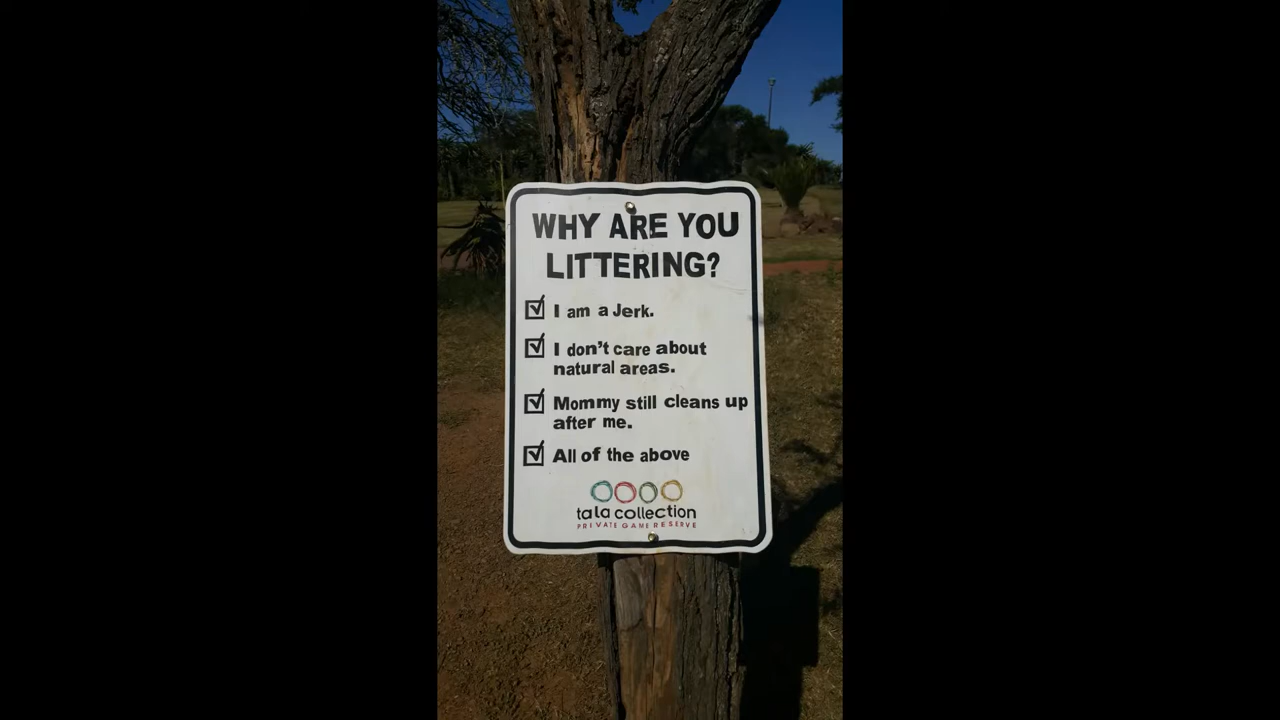 WHY ARE YOU
LITTERING?
I am a Jerk.
I don't care about
natural areas.
Mommy still cleans up
after me.
All of the above
tala collection
PRIVATE GAME RESERVE